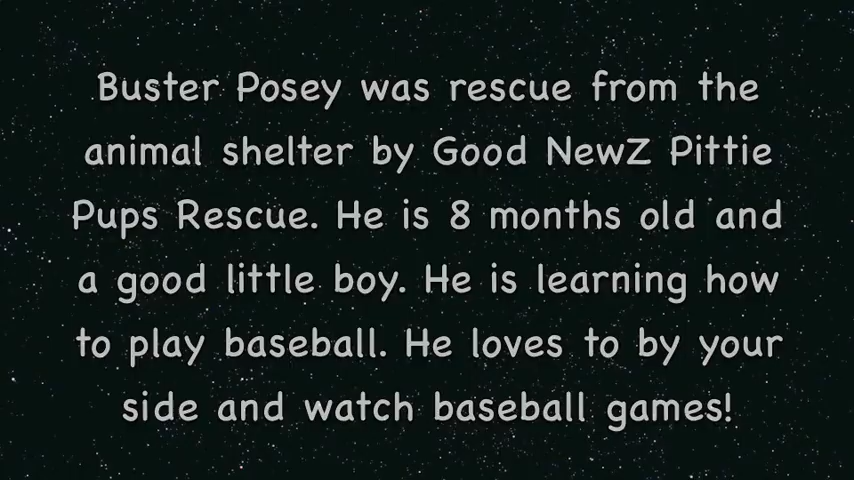 Buster Posey was rescue from the
animal shelter by Good NewZ Pittie
Pups Rescue. He is 8 months old and
a good little boy. He is learning how
to play baseball. He loves to by your
side and watch baseball games!